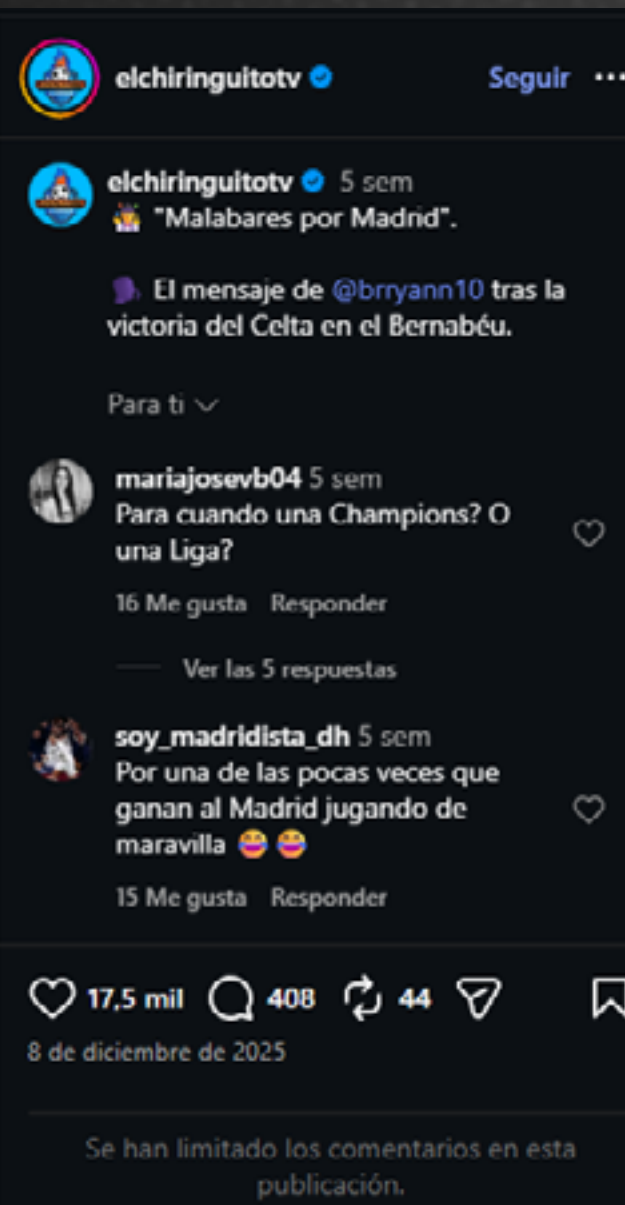 elchiringuitotv Seguir ...
elchiringuitotv 5 sem
🤹 "Malabares por Madrid".
🗣 El mensaje de @brryann10 tras la
victoria del Celta en el Bernabéu.
Para ti
mariajosevb04 5 sem
Para cuando una Champions? O
una Liga?
16 Me gusta Responder
Ver las 5 respuestas
soy_madridista_dh 5 sem
Por una de las pocas veces que
ganan al Madrid jugando de
maravilla 😂😂
15 Me gusta Responder
17,5 mil 408 44
8 de diciembre de 2025
Se han limitado los comentarios en esta
publicación.